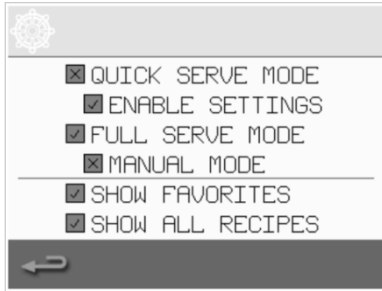 QUICK SERVE MODE
ENABLE SETTINGS
FULL SERVE MODE
MANUAL MODE
SHOW FAVORITES
SHOW ALL RECIPES